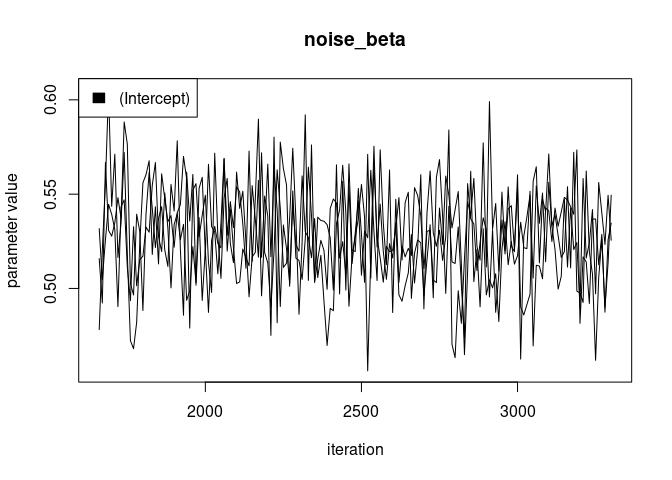 noise_beta
(Intercept)
parameter value
0.60
0.55
0.50
2000
2500
3000
iteration